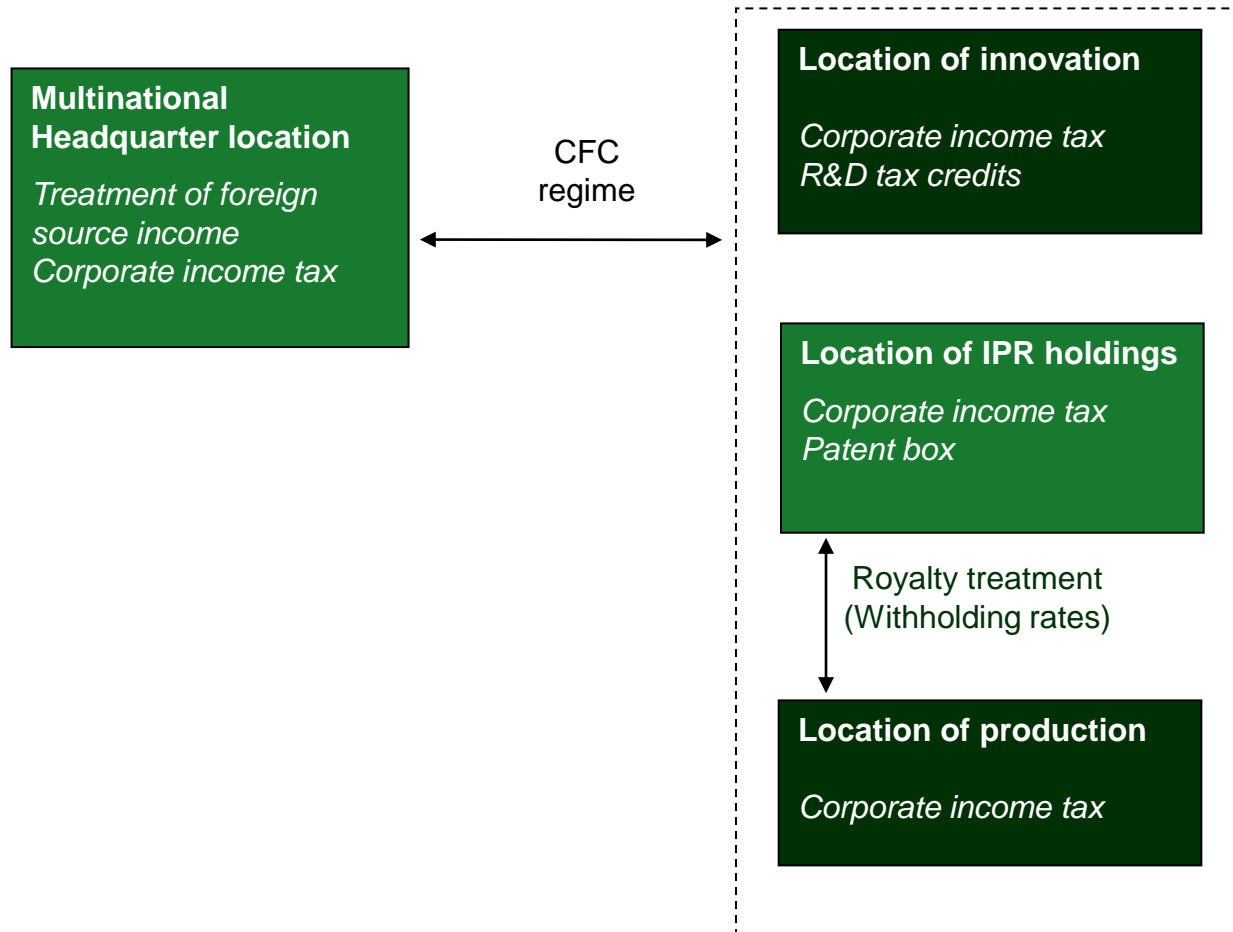 Multinational
Headquarter location
Treatment of foreign
source income
Corporate income tax
CFC
regime
Location of innovation
Corporate income tax
R&D tax credits
Location of IPR holdings
Corporate income tax
Patent box
Royalty treatment
(Withholding rates)
Location of production
Corporate income tax